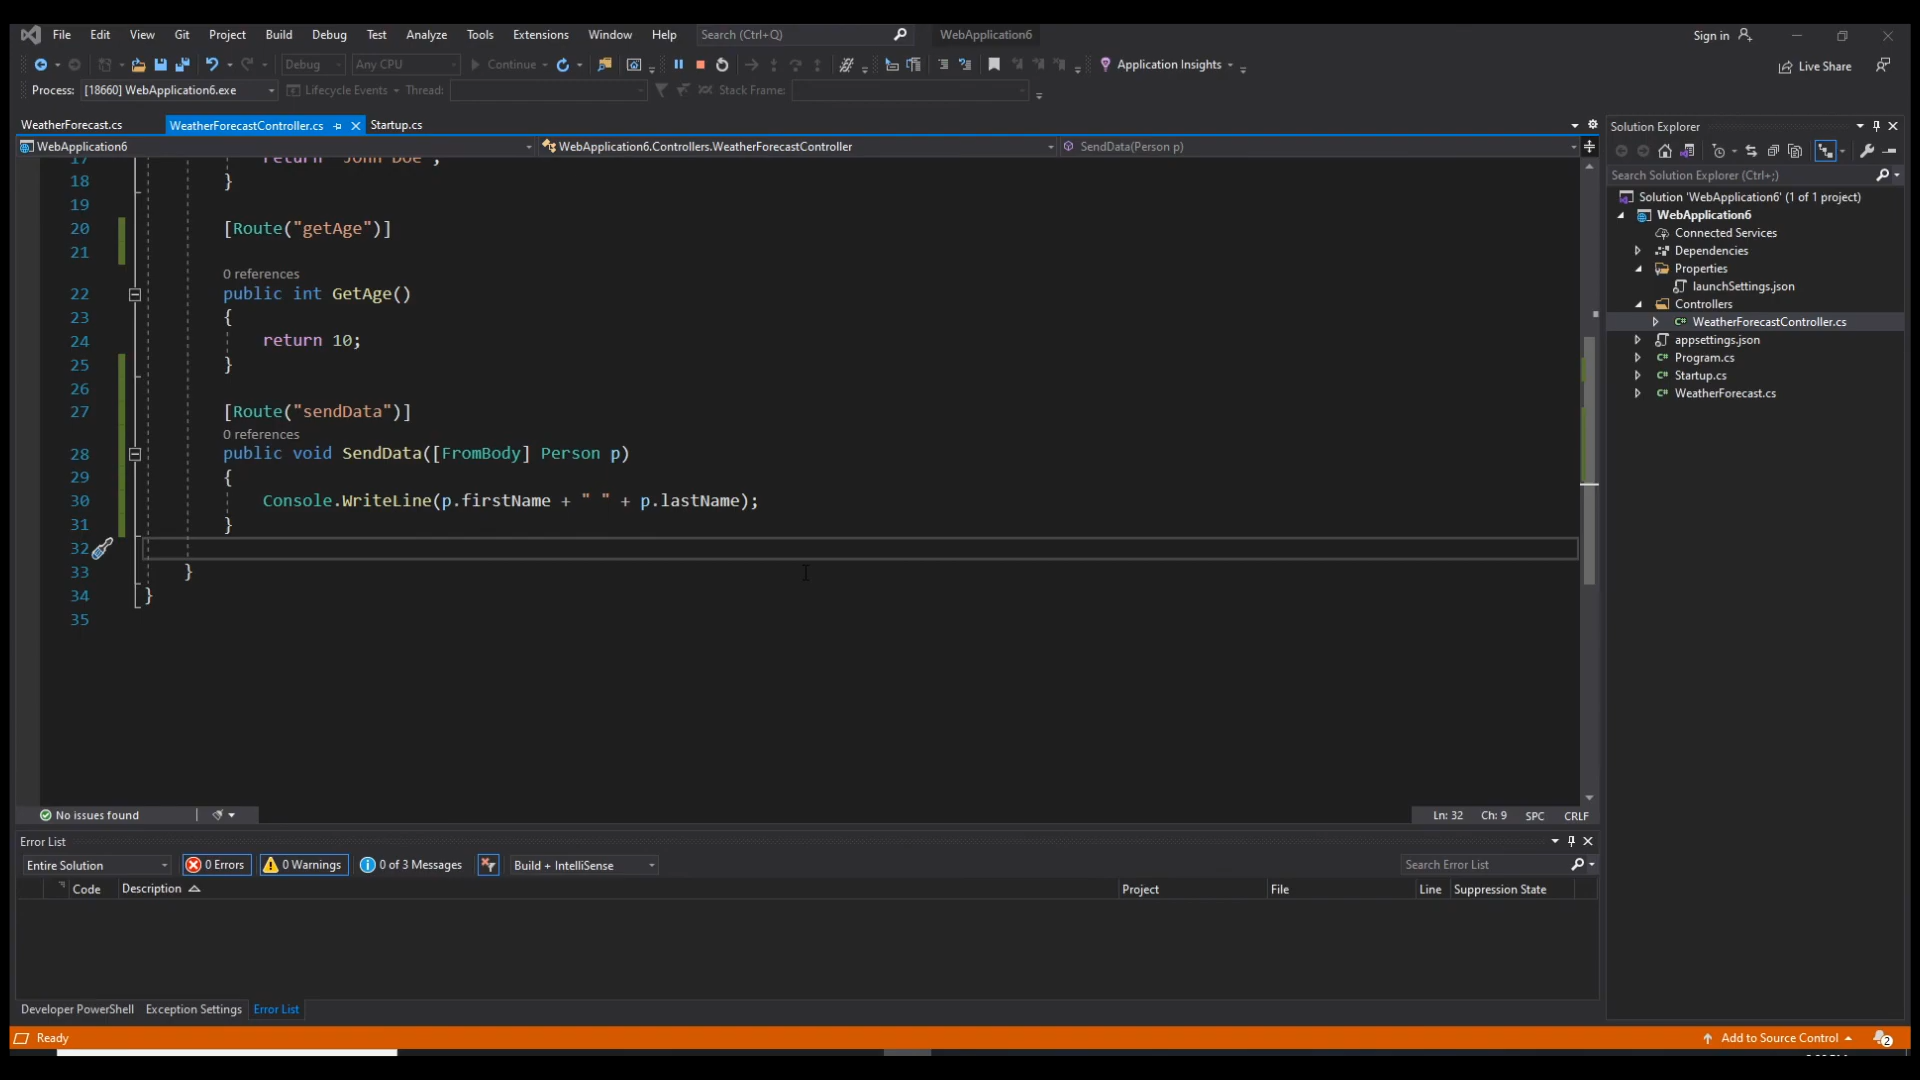 File Edit View Git Project Build Debug Test Analyze Tools Extensions Window Help Search (Ctrl+Q) WebApplication6 Sign in
Debug Any CPU Continue Application Insights Live Share
Process: [18660] WebApplication6.exe Lifecycle Events Thread: Stack Frame:
WeatherForecast.cs WeatherForecastController.cs Startup.cs
WebApplication6 WebApplication6.Controllers.WeatherForecastController SendData(Person p)
17 return "John Doe";
18 }
19
20 [Route("getAge")]
21
0 references
22 public int GetAge()
23 {
24 return 10;
25 }
26
27 [Route("sendData")]
0 references
28 public void SendData([FromBody] Person p)
29 {
30 Console.WriteLine(p.firstName + " " + p.lastName);
31 }
32
33 }
34 }
35
No issues found Ln: 32 Ch: 9 SPC CRLF
Solution Explorer
Search Solution Explorer (Ctrl+;)
Solution 'WebApplication6' (1 of 1 project)
WebApplication6
Connected Services
Dependencies
Properties
launchSettings.json
Controllers
C# WeatherForecastController.cs
appsettings.json
C# Program.cs
C# Startup.cs
C# WeatherForecast.cs
Error List
Entire Solution 0 Errors 0 Warnings 0 of 3 Messages Build + IntelliSense Search Error List
Code Description Project File Line Suppression State
Developer PowerShell Exception Settings Error List
Ready Add to Source Control 2